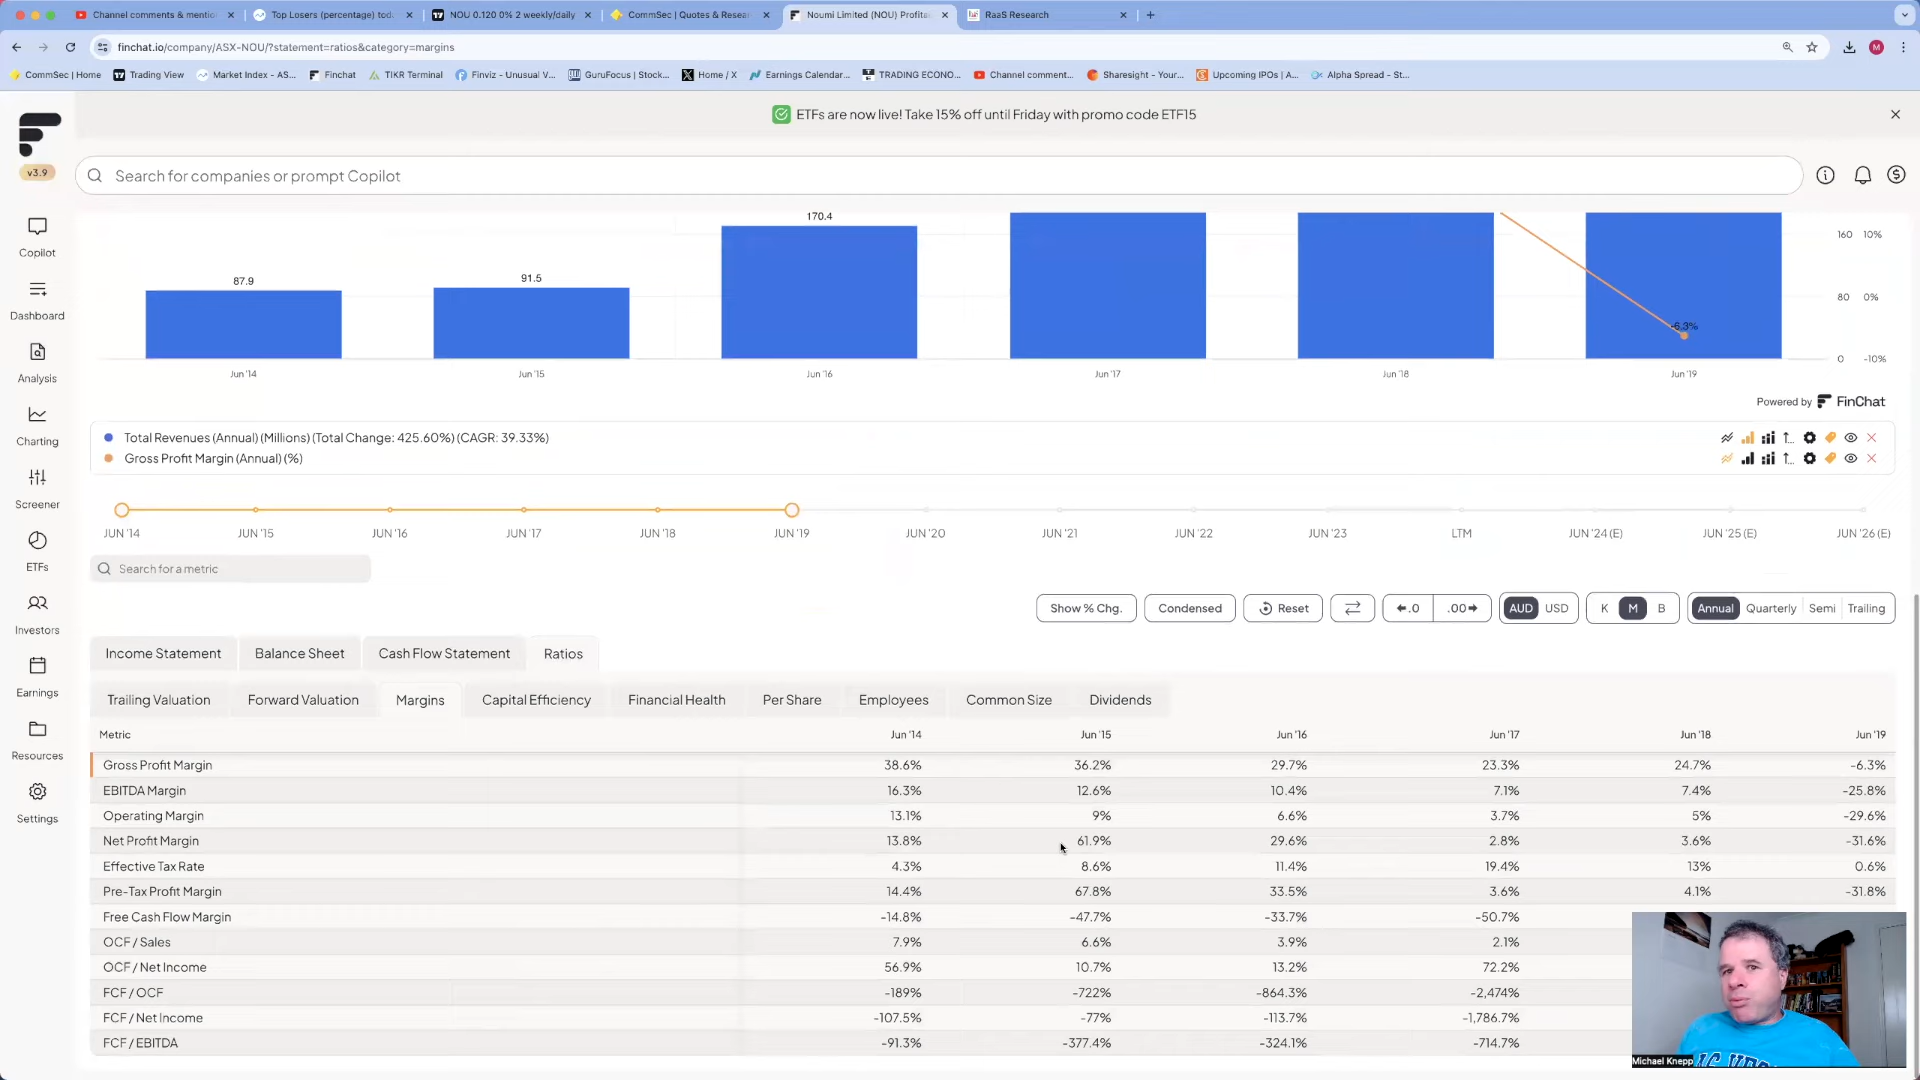 Channel comments & mentio
Top Losers (percentage) tod
NOU 0.120 0% 2 weekly/daily
CommSec | Quotes & Resear
Noumi Limited (NOU) Profita
RaaS Research
finchat.io/company/ASX-NOU/?statement=ratios&category=margins
CommSec | Home
Trading View
Market Index - AS...
Finchat
TIKR Terminal
Finviz - Unusual V...
GuruFocus | Stock...
Home / X
Earnings Calendar...
TRADING ECONO...
Channel comment...
Sharesight - Your...
Upcoming IPOs | A...
Alpha Spread - St...
ETFs are now live! Take 15% off until Friday with promo code ETF15
v3.9
Search for companies or prompt Copilot
Copilot
Dashboard
Analysis
Charting
Screener
ETFs
Investors
Earnings
Resources
Settings
87.9
91.5
170.4
-6.3%
160 10%
80 0%
0 -10%
Jun '14 Jun '15 Jun '16 Jun '17 Jun '18 Jun '19
Powered by FinChat
Total Revenues (Annual) (Millions) (Total Change: 425.60%) (CAGR: 39.33%)
Gross Profit Margin (Annual) (%)
JUN '14 JUN '15 JUN '16 JUN '17 JUN '18 JUN '19 JUN '20 JUN '21 JUN '22 JUN '23 LTM JUN '24 (E) JUN '25 (E) JUN '26 (E)
Search for a metric
Show % Chg. Condensed Reset .0 .00 AUD USD K M B Annual Quarterly Semi Trailing
Income Statement Balance Sheet Cash Flow Statement Ratios
Trailing Valuation Forward Valuation Margins Capital Efficiency Financial Health Per Share Employees Common Size Dividends
Metric Jun '14 Jun '15 Jun '16 Jun '17 Jun '18 Jun '19
Gross Profit Margin 38.6% 36.2% 29.7% 23.3% 24.7% -6.3%
EBITDA Margin 16.3% 12.6% 10.4% 7.1% 7.4% -25.8%
Operating Margin 13.1% 9% 6.6% 3.7% 5% -29.6%
Net Profit Margin 13.8% 61.9% 29.6% 2.8% 3.6% -31.6%
Effective Tax Rate 4.3% 8.6% 11.4% 19.4% 13% 0.6%
Pre-Tax Profit Margin 14.4% 67.8% 33.5% 3.6% 4.1% -31.8%
Free Cash Flow Margin -14.8% -47.7% -33.7% -50.7%
OCF / Sales 7.9% 6.6% 3.9% 2.1%
OCF / Net Income 56.9% 10.7% 13.2% 72.2%
FCF / OCF -189% -722% -864.3% -2,474%
FCF / Net Income -107.5% -77% -113.7% -1,786.7%
FCF / EBITDA -91.3% -377.4% -324.1% -714.7%
Michael Knepp